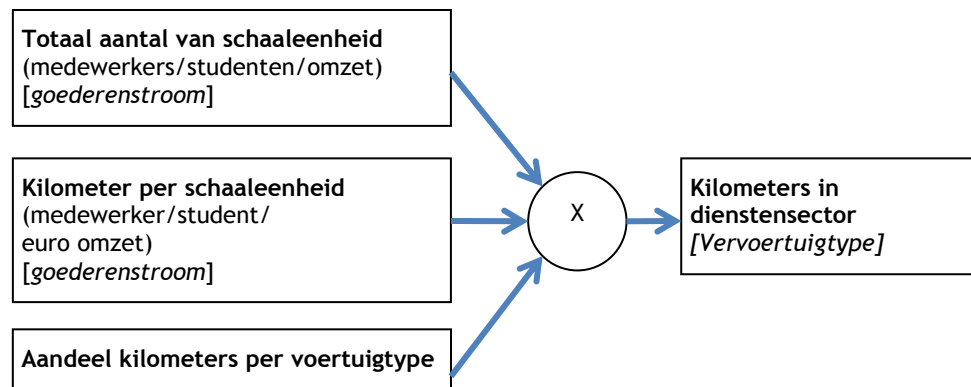 Totaal aantal van schaaleenheid
(medewerkers/studenten/omzet)
[goederenstroom]
Kilometer per schaaleenheid
(medewerker/student/
euro omzet)
[goederenstroom]
Aandeel kilometers per voertuigtype
X
Kilometers in
dienstensector
[Vervoertuigtype]